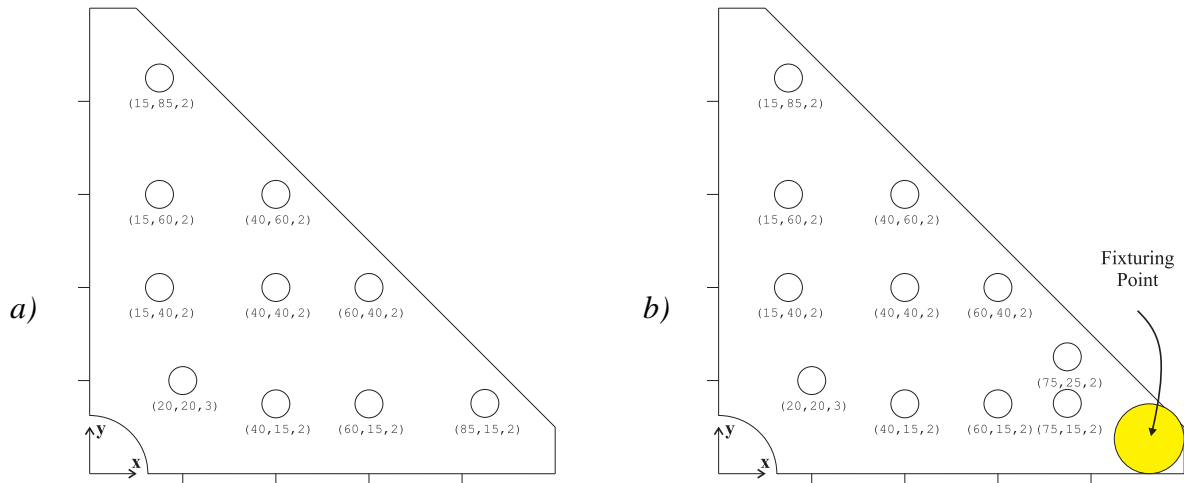 (15,85,2)
(15,60,2)
(40,60,2)
(15,40,2)
(40,40,2)
(60,40,2)
a)
(20,20,3)
(40,15,2)
(60,15,2)
(85,15,2)
y
x
(15,85,2)
(15,60,2)
(40,60,2)
Fixturing
Point
(15,40,2)
(40,40,2)
(60,40,2)
b)
(75,25,2)
(20,20,3)
(40,15,2)
(60,15,2)
(75,15,2)
y
x